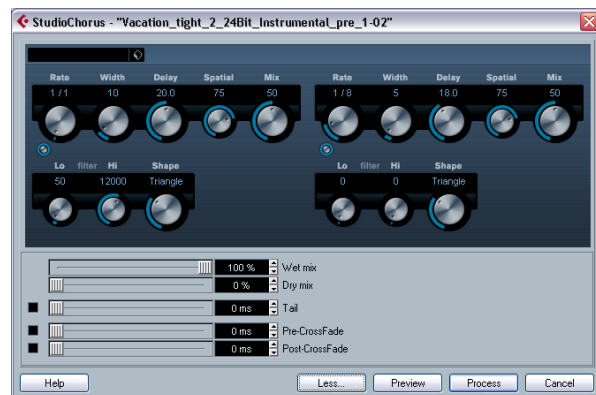 StudioChorus - "Vacation_tight_2_24Bit_Instrumental_pre_1-02"
Rate Width Delay Spatial Mix
1 / 1 10 20.0 75 50
Lo filter Hi Shape
50 12000 Triangle
Rate Width Delay Spatial Mix
1 / 8 5 18.0 75 50
Lo filter Hi Shape
0 0 Triangle
100 % Wet mix
0 % Dry mix
0 ms Tail
0 ms Pre-CrossFade
0 ms Post-CrossFade
Help Less... Preview Process Cancel